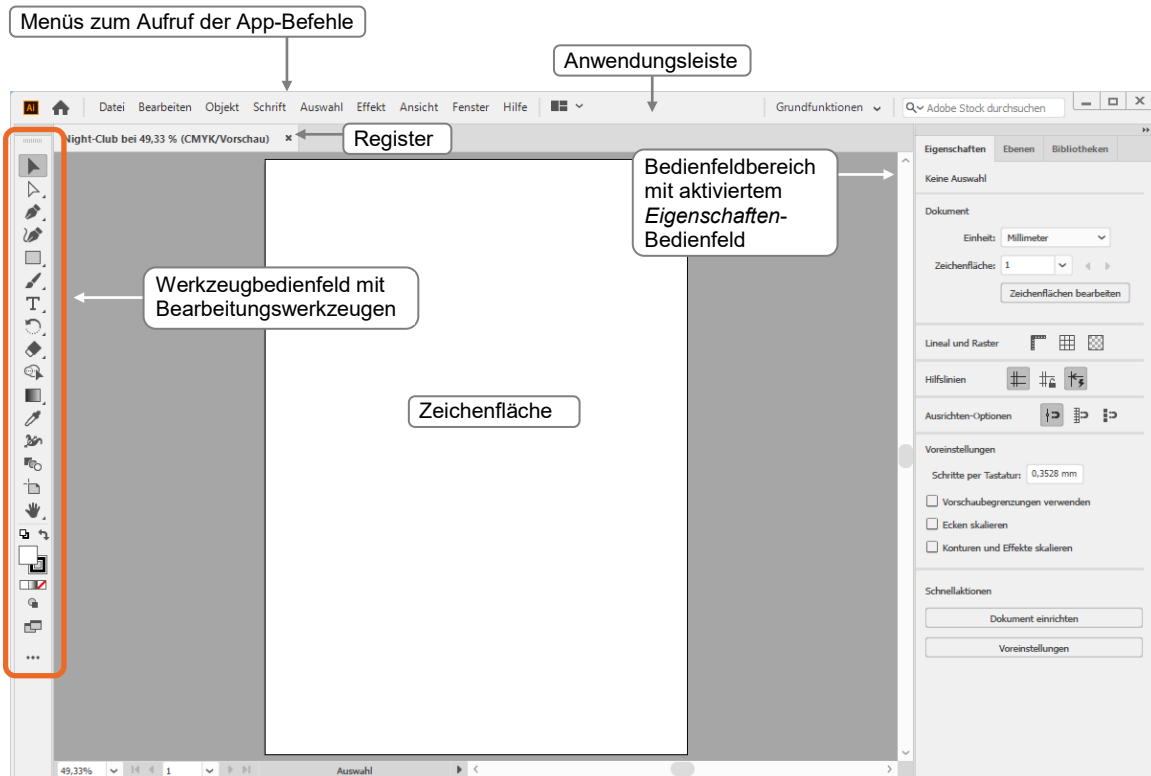 Menüs zum Aufruf der App-Befehle
Anwendungsleiste
Ai Datei Bearbeiten Objekt Schrift Auswahl Effekt Ansicht Fenster Hilfe Grundfunktionen Adobe Stock durchsuchen
Night-Club bei 49,33 % (CMYK/Vorschau) ×
Register
Bedienfeldbereich
mit aktiviertem
Eigenschaften-
Bedienfeld
Werkzeugbedienfeld mit
Bearbeitungswerkzeugen
Zeichenfläche
Eigenschaften Ebenen Bibliotheken
Keine Auswahl
Dokument
Einheit: Millimeter
Zeichenfläche: 1
Zeichenflächen bearbeiten
Lineal und Raster
Hilfslinien
Ausrichten-Optionen
Voreinstellungen
Schritte per Tastatur: 0,3528 mm
Vorschaubegrenzungen verwenden
Ecken skalieren
Konturen und Effekte skalieren
Schnellaktionen
Dokument einrichten
Voreinstellungen
49,33% 1 Auswahl